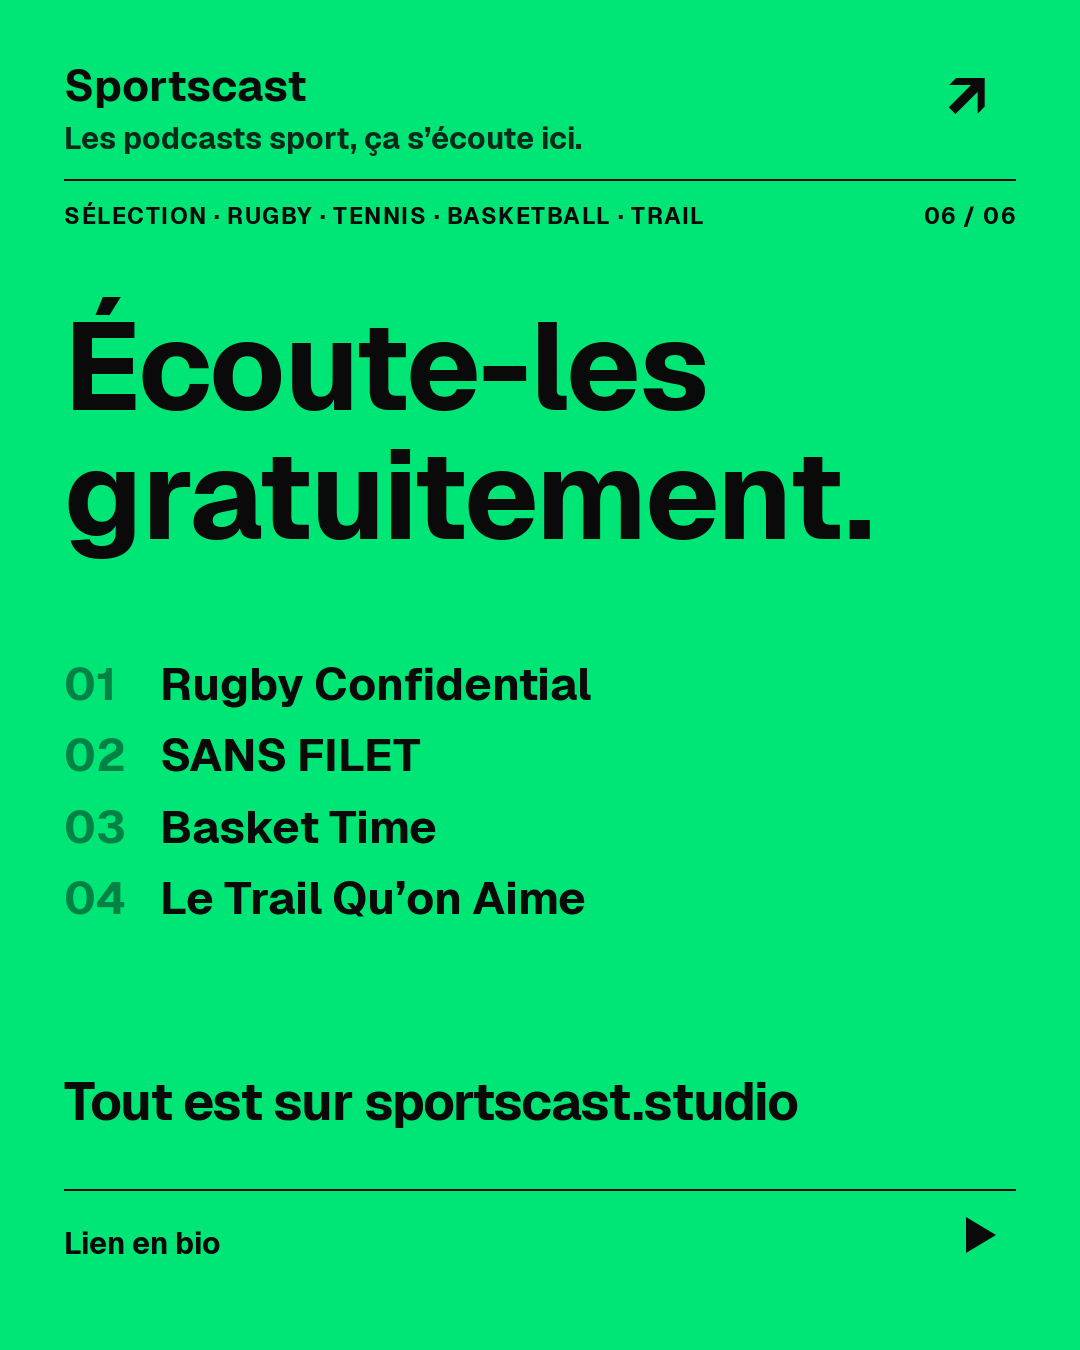 Sportscast
Les podcasts sport, ça s’écoute ici.
SÉLECTION · RUGBY · TENNIS · BASKETBALL · TRAIL
06 / 06
Écoute-les
gratuitement.
01 Rugby Confidential
02 SANS FILET
03 Basket Time
04 Le Trail Qu’on Aime
Tout est sur sportscast.studio
Lien en bio